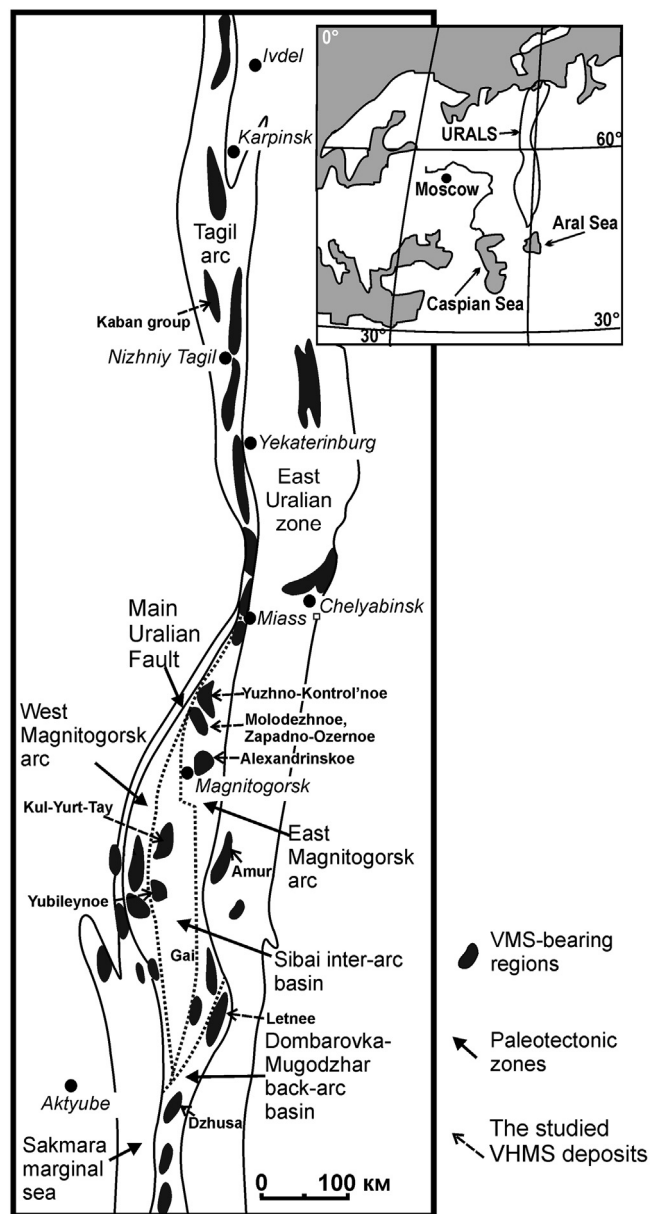 Ivdel
Karpinsk
Tagil
arc
Kaban group
Nizhniy Tagil
Yekaterinburg
East
Uralian
zone
Chelyabinsk
Miass
Main
Uralian
Fault
Yuzhno-Kontrol'noe
West
Magnitogorsk
arc
Molodezhnoe,
Zapadno-Ozernoe
Alexandrinskoe
Magnitogorsk
Kul-Yurt-Tay
East
Magnitogorsk
arc
Amur
Yubileynoe
Gai
Sibai inter-arc
basin
Letnee
Dombarovka-
Mugodzhar
back-arc
basin
Aktyube
Dzhusa
Sakmara
marginal
sea
0 100 км
0°
URALS
60°
Moscow
Aral Sea
Caspian Sea
30°
30°
VMS-bearing
regions
Paleotectonic
zones
The studied
VHMS deposits